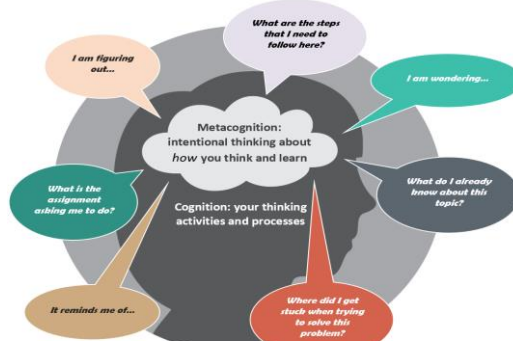 What are the steps
that I need to
follow here?
I am figuring
out...
I am wondering...
Metacognition:
intentional thinking about
how you think and learn
What is the
assignment
asking me to do?
What do I already
know about this
topic?
Cognition: your thinking
activities and processes
It reminds me of...
Where did I get
stuck when trying
to solve this
problem?